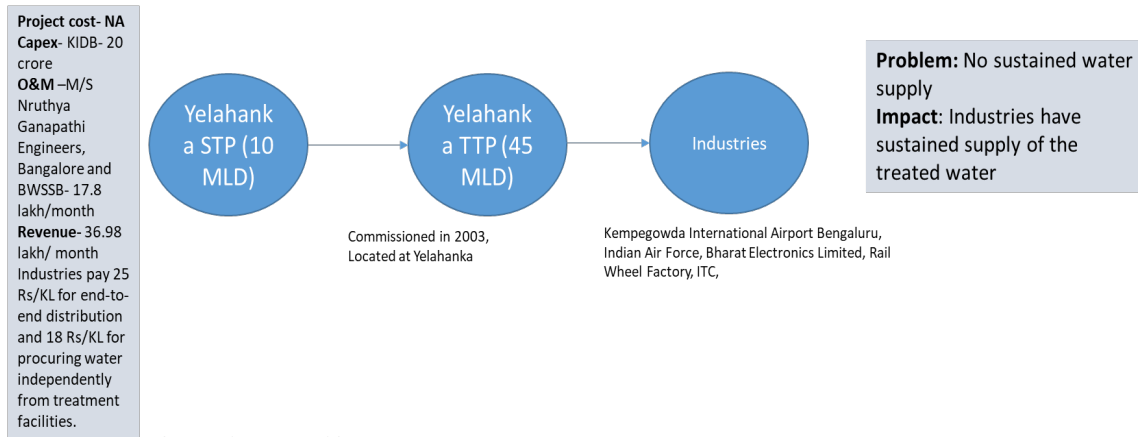 Project cost- NA
Capex- KIDB- 20
crore
O&M –M/S
Nruthya
Ganapathi
Engineers,
Bangalore and
BWSSB- 17.8
lakh/month
Revenue- 36.98
lakh/ month
Industries pay 25
Rs/KL for end-to-
end distribution
and 18 Rs/KL for
procuring water
independently
from treatment
facilities.
Yelahank
a STP (10
MLD)
Yelahank
a TTP (45
MLD)
Commissioned in 2003,
Located at Yelahanka
Industries
Kempegowda International Airport Bengaluru,
Indian Air Force, Bharat Electronics Limited, Rail
Wheel Factory, ITC,
Problem: No sustained water
supply
Impact: Industries have
sustained supply of the
treated water